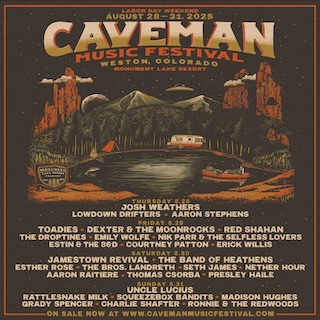 LABOR DAY WEEKEND
AUGUST 28-31, 2025
CAVEMAN
MUSIC FESTIVAL
WESTON, COLORADO
MONUMENT LAKE RESORT
THURSDAY 8.28
JOSH WEATHERS
LOWDOWN DRIFTERS - AARON STEPHENS
FRIDAY 8.29
TOADIES - DEXTER & THE MOONROCKS - RED SHAHAN
THE DROPTINES - EMILY WOLFE - NIK PARR & THE SELFLESS LOVERS
ESTIN & THE 86D - COURTNEY PATTON - ERICK WILLIS
SATURDAY 8.30
JAMESTOWN REVIVAL - THE BAND OF HEATHENS
ESTHER ROSE - THE BROS. LANDRETH - SETH JAMES - NETHER HOUR
AARON RAITIERE - THOMAS CSORBA - PRESLEY HAILE
SUNDAY 8.31
UNCLE LUCIUS
RATTLESNAKE MILK - SQUEEZEBOX BANDITS - MADISON HUGHES
GRADY SPENCER - CHARLIE SHAFTER - RONNIE & THE REDWOODS
ON SALE NOW AT WWW.CAVEMANMUSICFESTIVAL.COM